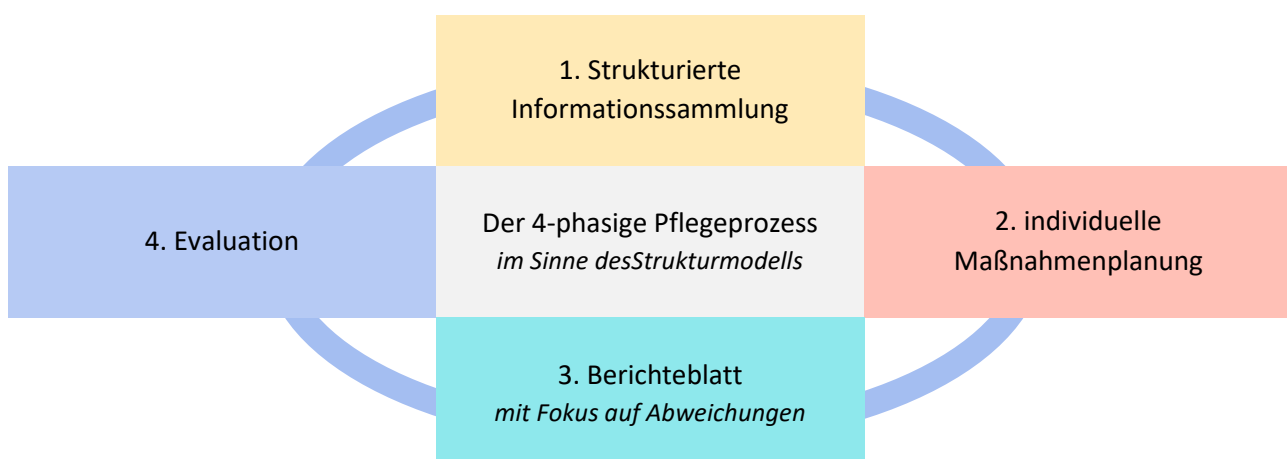 1. Strukturierte
Informationssammlung
4. Evaluation
Der 4-phasige Pflegeprozess
im Sinne desStrukturmodells
2. individuelle
Maßnahmenplanung
3. Berichteblatt
mit Fokus auf Abweichungen